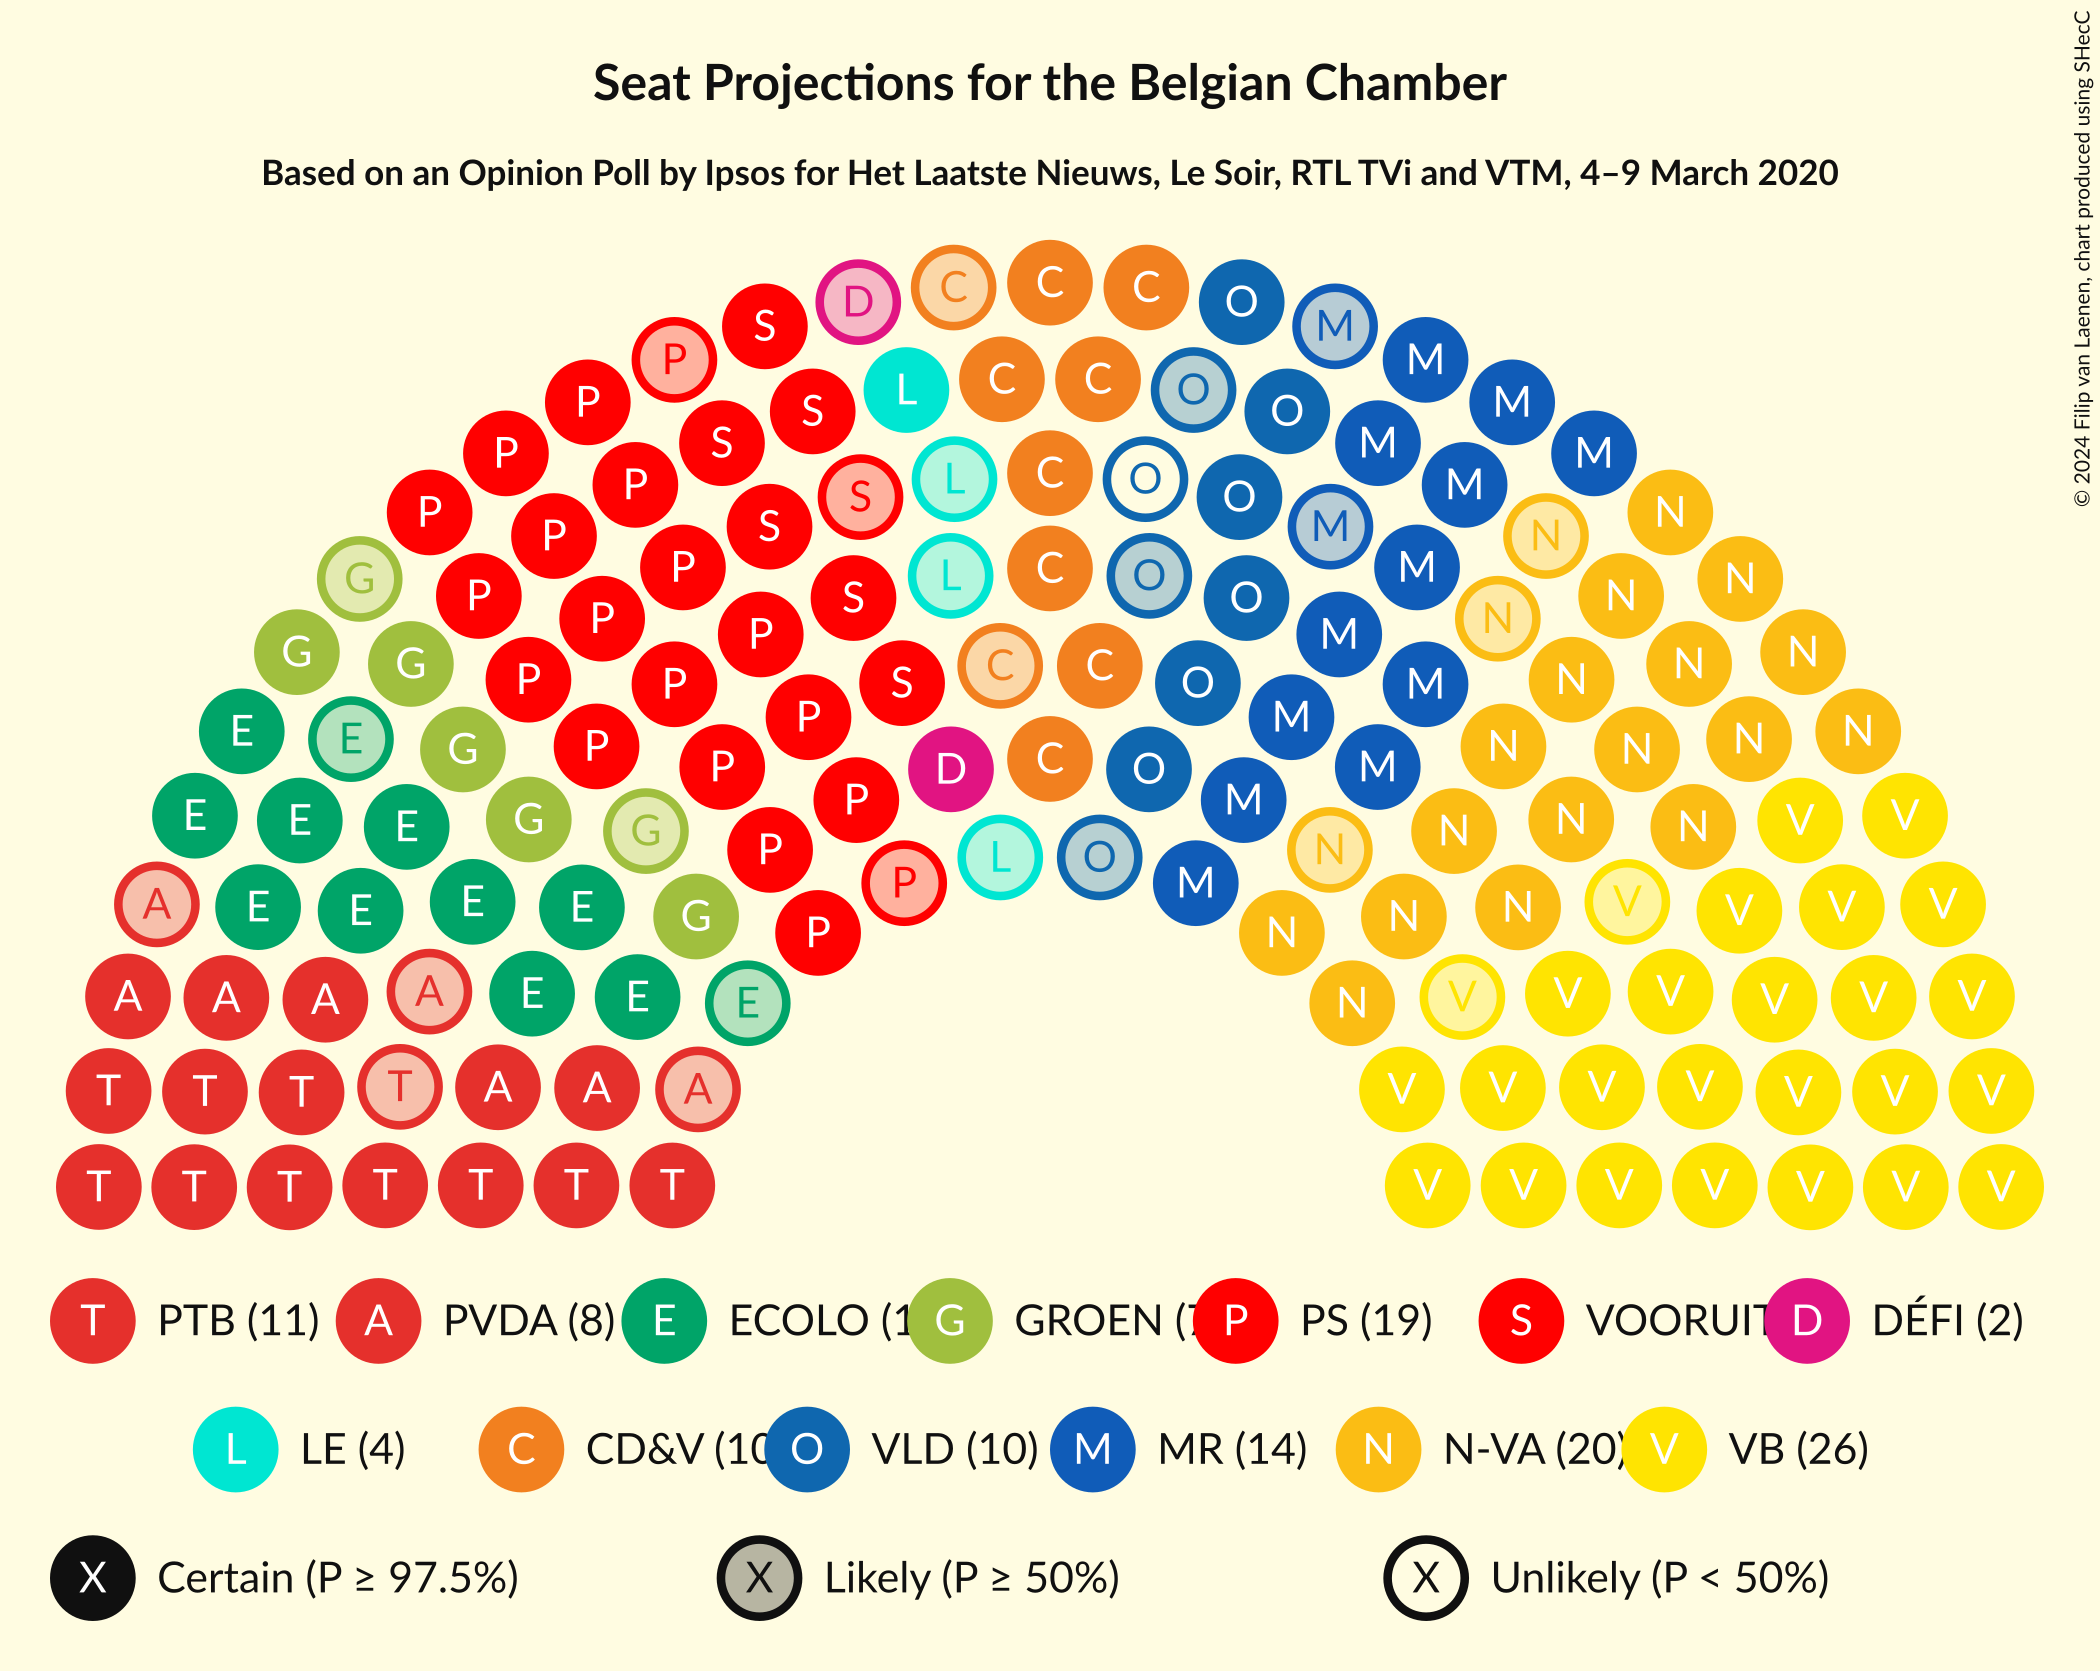 Seat Projections for the Belgian Chamber
Based on an Opinion Poll by Ipsos for Het Laatste Nieuws, Le Soir, RTL TVi and VTM, 4–9 March 2020
© 2024 Filip van Laenen, chart produced using SHecC
D C C C O
S M
P M
L C C O
P S O M
P S M M
P L C O M
P S O N
P S M N
G P L C O M N
P S O N
P P M N
G G C C N N
P P S O M N
E P M N
E G P N N N
P D C O M
E E E G G P M N N N V V
P L O N
P M
A E E E E G N N V V V V
P N
A A A A E E E N V V V V V V
T T T T A A A V V V V V V V
T T T T T T T V V V V V V V
T PTB (11) A PVDA (8) E ECOLO (1 G GROEN (7 P PS (19) S VOORUIT D DÉFI (2)
L LE (4) C CD&V (10 O VLD (10) M MR (14) N N-VA (20) V VB (26)
X Certain (P ≥ 97.5%) X Likely (P ≥ 50%) X Unlikely (P < 50%)